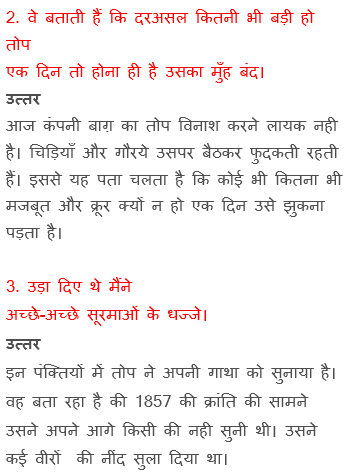 2. वे बताती हैं कि दरअसल कितनी भी बड़ी हो
तोप
एक दिन तो होना ही है उसका मुँह बंद।
उत्तर
आज कंपनी बाग़ का तोप विनाश करने लायक नही
है। चिड़ियाँ और गौरये उसपर बैठकर फुदकती रहती
हैं। इससे यह पता चलता है कि कोई भी कितना भी
मजबूत और क्रूर क्यों न हो एक दिन उसे झुकना
पड़ता है।
3. उड़ा दिए थे मैंने
अच्छे-अच्छे सूरमाओं के धज्जे।
उत्तर
इन पंक्तियों में तोप ने अपनी गाथा को सुनाया है।
वह बता रहा है की 1857 की क्रांति की सामने
उसने अपने आगे किसी की नही सुनी थी। उसने
कई वीरों की नींद सुला दिया था।